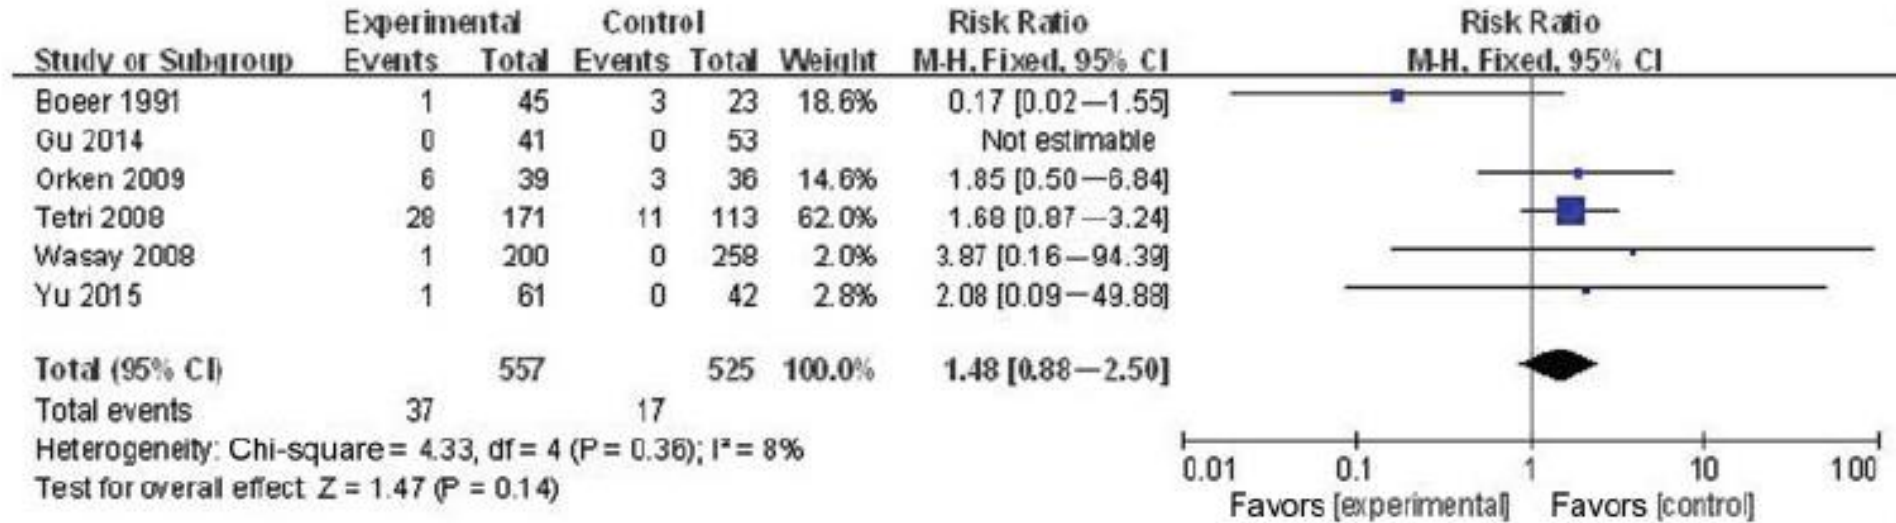 Experimental Control Risk Ratio Risk Ratio
Study or Subgroup Events Total Events Total Weight M-H, Fixed, 95% CI M-H, Fixed, 95% CI
Boeer 1991 1 45 3 23 18.6% 0.17 [0.02—1.55]
Gu 2014 0 41 0 53 Not estimable
Orken 2009 6 39 3 36 14.6% 1.85 [0.50—6.84]
Tetri 2008 28 171 11 113 62.0% 1.68 [0.87—3.24]
Wasay 2008 1 200 0 258 2.0% 3.87 [0.16—94.39]
Yu 2015 1 61 0 42 2.8% 2.08 [0.09—49.88]
Total (95% CI) 557 525 100.0% 1.48 [0.88—2.50]
Total events 37 17
Heterogeneity: Chi-square = 4.33, df = 4 (P = 0.36); I² = 8%
Test for overall effect Z = 1.47 (P = 0.14)
0.01 0.1 1 10 100
Favors [experimental] Favors [control]